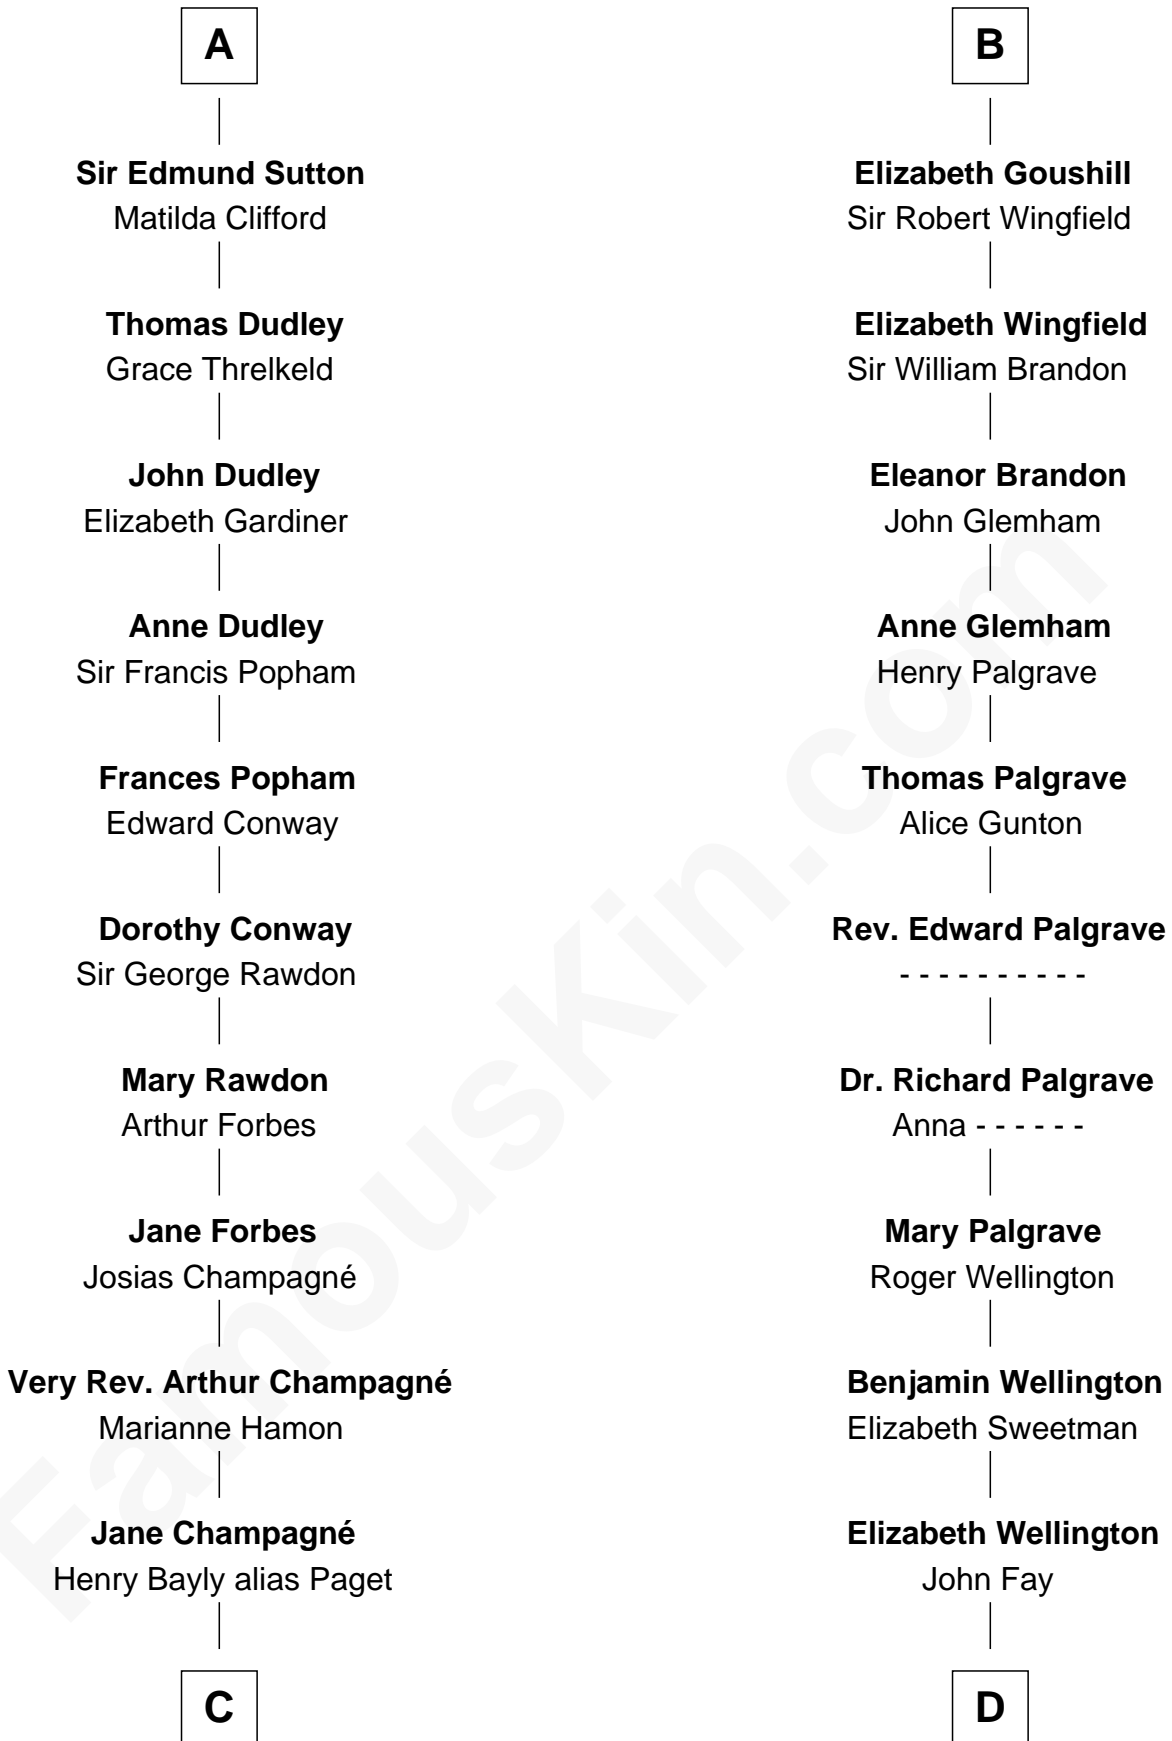 A
Sir Edmund Sutton
Matilda Clifford
Thomas Dudley
Grace Threlkeld
John Dudley
Elizabeth Gardiner
Anne Dudley
Sir Francis Popham
Frances Popham
Edward Conway
Dorothy Conway
Sir George Rawdon
Mary Rawdon
Arthur Forbes
Jane Forbes
Josias Champagné
Very Rev. Arthur Champagné
Marianne Hamon
Jane Champagné
Henry Bayly alias Paget
C
B
Elizabeth Goushill
Sir Robert Wingfield
Elizabeth Wingfield
Sir William Brandon
Eleanor Brandon
John Glemham
Anne Glemham
Henry Palgrave
Thomas Palgrave
Alice Gunton
Rev. Edward Palgrave
- - - - - - - - - -
Dr. Richard Palgrave
Anna - - - - - -
Mary Palgrave
Roger Wellington
Benjamin Wellington
Elizabeth Sweetman
Elizabeth Wellington
John Fay
D
FamousKin.com